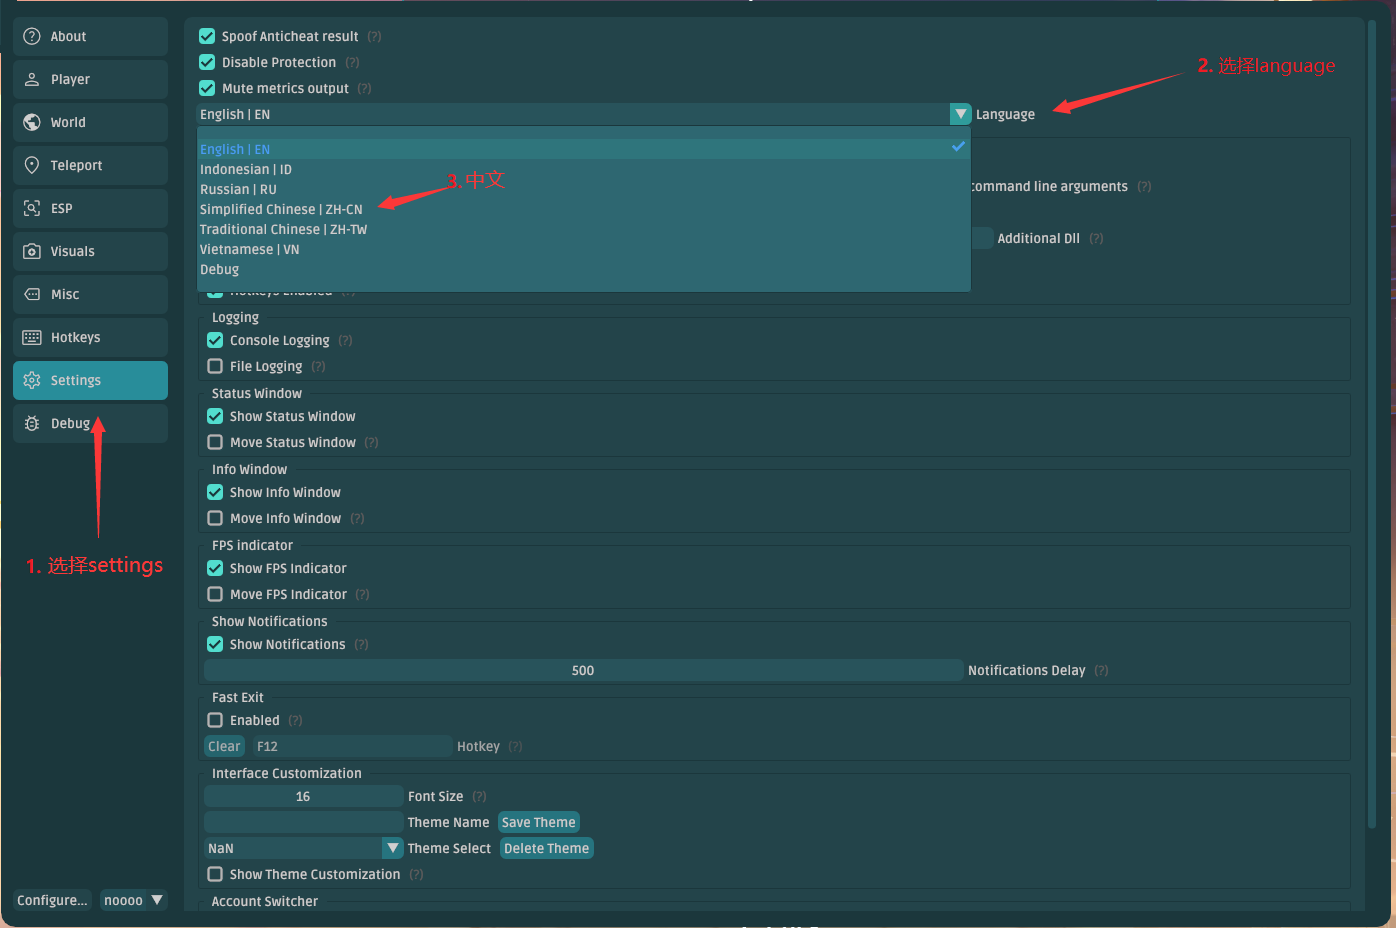 About
Player
World
Teleport
ESP
Visuals
Misc
Hotkeys
Settings
Debug
1. 选择settings
Configure...
noooo
Spoof Anticheat result (?)
Disable Protection (?)
Mute metrics output (?)
English | EN Language
2. 选择language
English | EN
Indonesian | ID
Russian | RU
Simplified Chinese | ZH-CN
Traditional Chinese | ZH-TW
Vietnamese | VN
Debug
3.中文
command line arguments (?)
Additional Dll (?)
Hotkeys Enabled (?)
Logging
Console Logging (?)
File Logging (?)
Status Window
Show Status Window
Move Status Window (?)
Info Window
Show Info Window
Move Info Window (?)
FPS indicator
Show FPS Indicator
Move FPS Indicator (?)
Show Notifications
Show Notifications (?)
500 Notifications Delay (?)
Fast Exit
Enabled (?)
Clear F12 Hotkey (?)
Interface Customization
16 Font Size (?)
Theme Name Save Theme
NaN Theme Select Delete Theme
Show Theme Customization (?)
Account Switcher